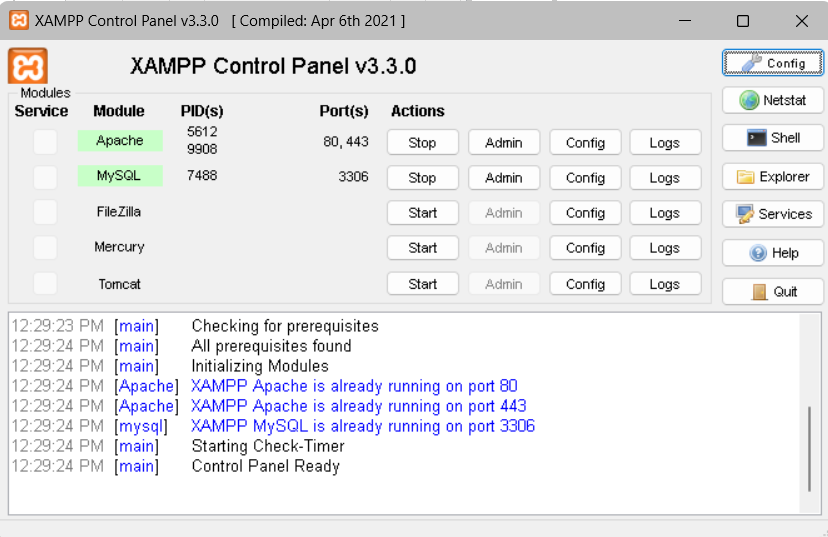 XAMPP Control Panel v3.3.0 [ Compiled: Apr 6th 2021 ]
XAMPP Control Panel v3.3.0
Config
Modules
Service Module PID(s) Port(s) Actions
Netstat
Apache 5612 9908 80, 443 Stop Admin Config Logs
Shell
MySQL 7488 3306 Stop Admin Config Logs
Explorer
FileZilla Start Admin Config Logs
Services
Mercury Start Admin Config Logs
Help
Tomcat Start Admin Config Logs
Quit
12:29:23 PM [main] Checking for prerequisites
12:29:24 PM [main] All prerequisites found
12:29:24 PM [main] Initializing Modules
12:29:24 PM [Apache] XAMPP Apache is already running on port 80
12:29:24 PM [Apache] XAMPP Apache is already running on port 443
12:29:24 PM [mysql] XAMPP MySQL is already running on port 3306
12:29:24 PM [main] Starting Check-Timer
12:29:24 PM [main] Control Panel Ready